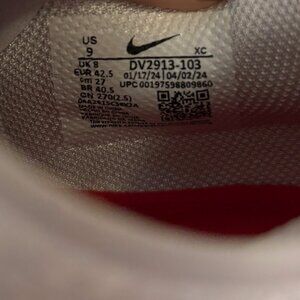 US
9
XC
UK 8
EUR 42.5
cm 27
BR 40.5
CN 270(2.5)
DV2913-103
01/17/24 04/02/24
UPC 00197598809860